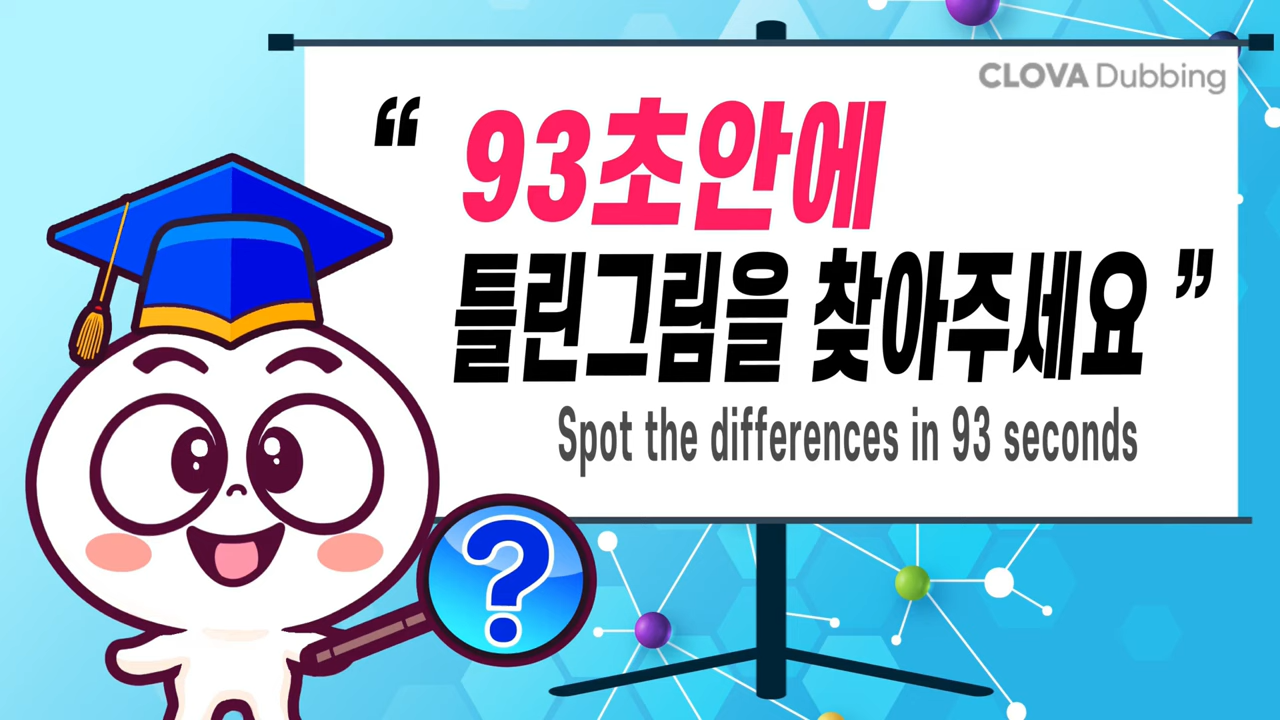 CLOVA Dubbing
“ 93초안에
틀린그림을 찾아주세요 ”
Spot the differences in 93 seconds
?